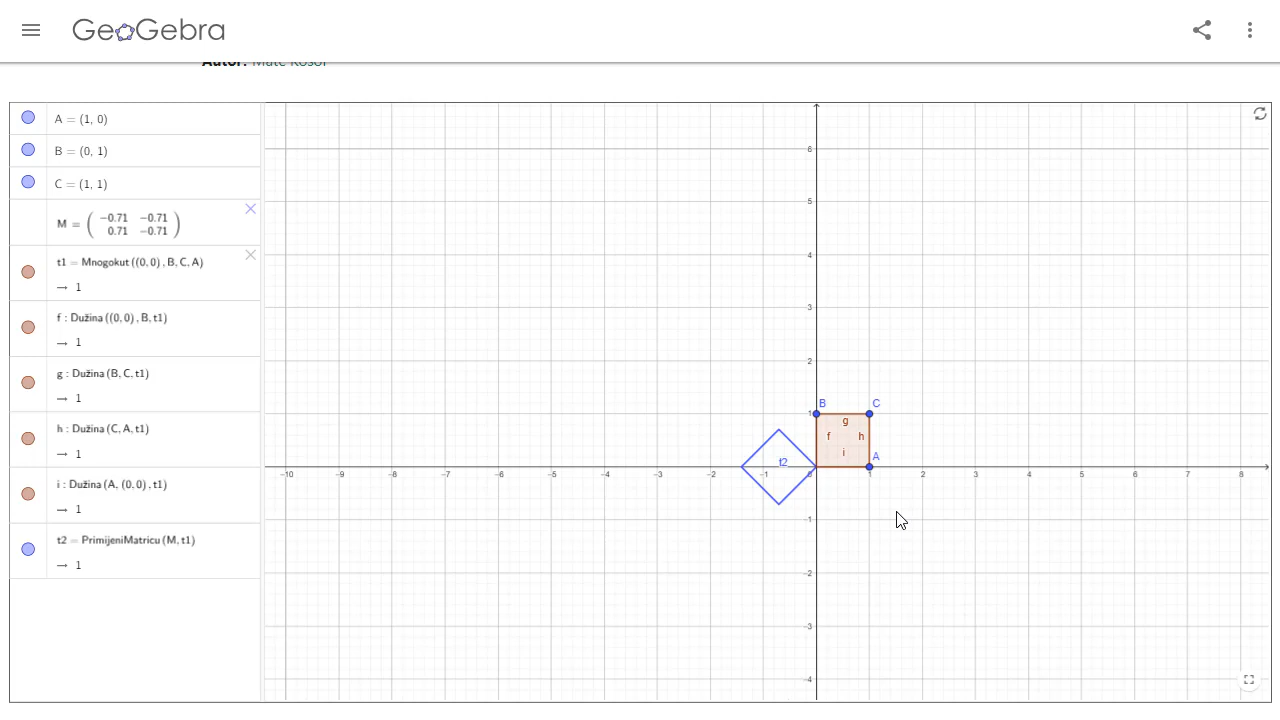 GeoGebra
Autor: Mate Kosor
A = (1, 0)
B = (0, 1)
C = (1, 1)
M = ( −0.71 −0.71
0.71 −0.71 )
t1 = Mnogokut ((0,0), B, C, A)
→ 1
f : Dužina ((0,0), B, t1)
→ 1
g : Dužina (B, C, t1)
→ 1
h : Dužina (C, A, t1)
→ 1
i : Dužina (A, (0,0), t1)
→ 1
t2 = PrimijeniMatricu (M, t1)
→ 1
6
5
4
3
2
1
B C
g
f h
i
A
t2
−10 −9 −8 −7 −6 −5 −4 −3 −2 −1 0 1 2 3 4 5 6 7 8
−1
−2
−3
−4